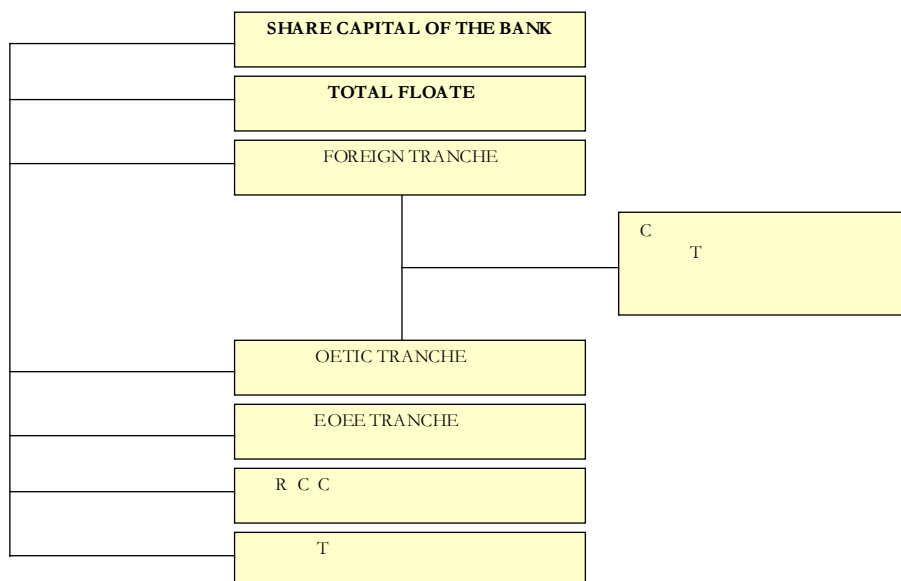 SHARE CAPITAL OF THE BANK
TOTAL FLOATE
FOREIGN TRANCHE
C
T
OETIC TRANCHE
EOEE TRANCHE
R C C
T